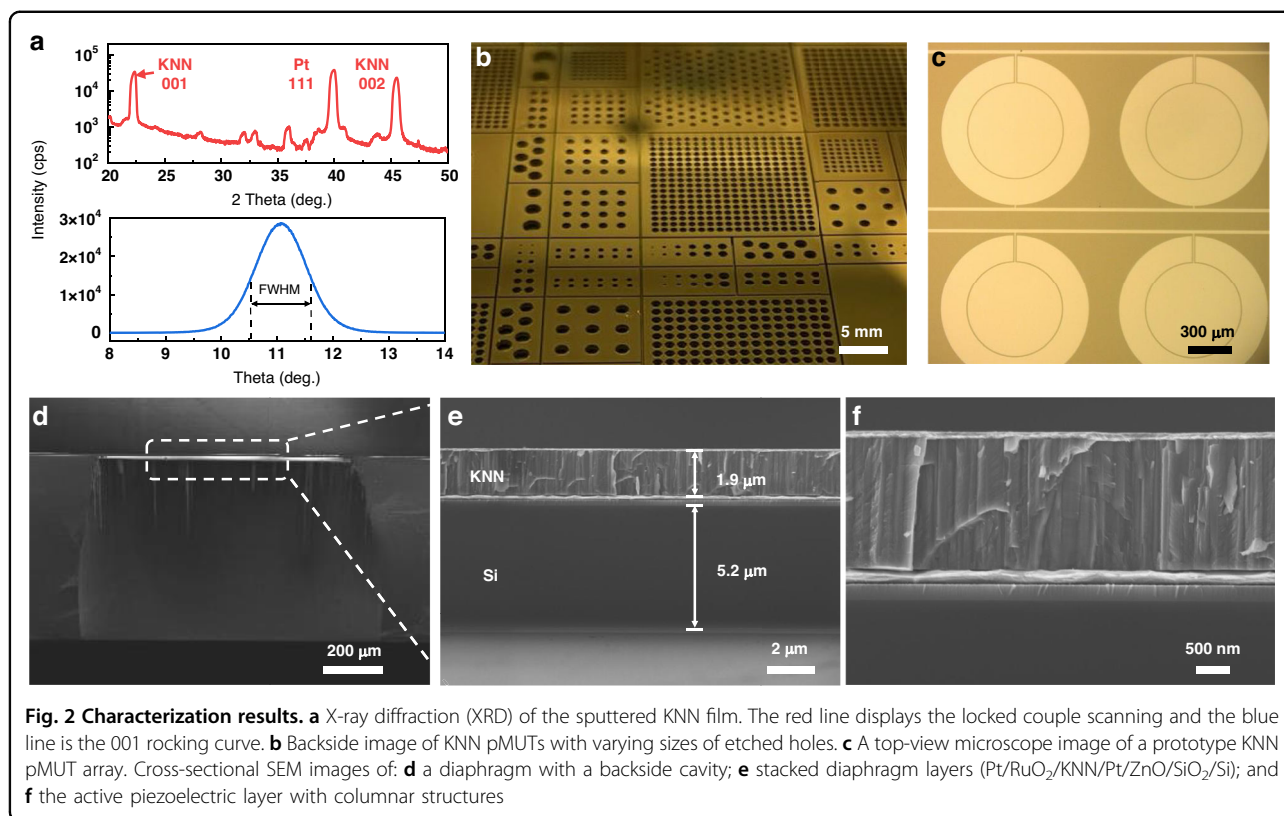 a
10⁵
10⁴
10³
10²
KNN
001
Pt
111
KNN
002
20 25 30 35 40 45 50
2 Theta (deg.)
Intensity (cps)
3×10⁴
2×10⁴
1×10⁴
0
FWHM
8 9 10 11 12 13 14
Theta (deg.)
b
5 mm
c
300 μm
d
200 μm
e
KNN
1.9 μm
Si
5.2 μm
2 μm
f
500 nm
Fig. 2 Characterization results. a X-ray diffraction (XRD) of the sputtered KNN film. The red line displays the locked couple scanning and the blue
line is the 001 rocking curve. b Backside image of KNN pMUTs with varying sizes of etched holes. c A top-view microscope image of a prototype KNN
pMUT array. Cross-sectional SEM images of: d a diaphragm with a backside cavity; e stacked diaphragm layers (Pt/RuO₂/KNN/Pt/ZnO/SiO₂/Si); and
f the active piezoelectric layer with columnar structures